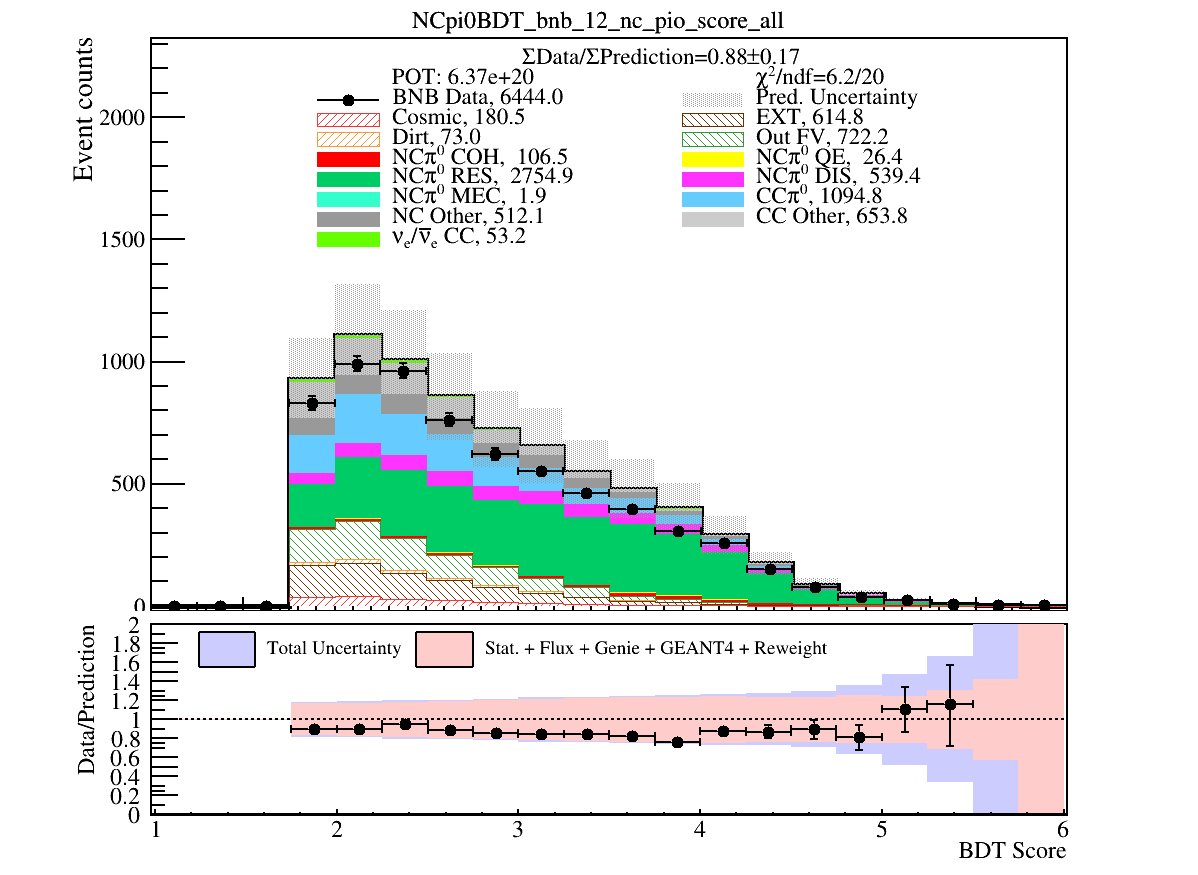 NCpi0BDT_bnb_12_nc_pio_score_all
ΣData/ΣPrediction=0.88±0.17
POT: 6.37e+20
χ²/ndf=6.2/20
BNB Data, 6444.0
Pred. Uncertainty
Cosmic, 180.5
EXT, 614.8
Dirt, 73.0
Out FV, 722.2
NCπ⁰ COH, 106.5
NCπ⁰ QE, 26.4
NCπ⁰ RES, 2754.9
NCπ⁰ DIS, 539.4
NCπ⁰ MEC, 1.9
CCπ⁰, 1094.8
NC Other, 512.1
CC Other, 653.8
νₑ/ν̅ₑ CC, 53.2
Event counts
2000
1500
1000
500
0
Total Uncertainty
Stat. + Flux + Genie + GEANT4 + Reweight
Data/Prediction
2
1.8
1.6
1.4
1.2
1
0.8
0.6
0.4
0.2
0
1 2 3 4 5 6
BDT Score